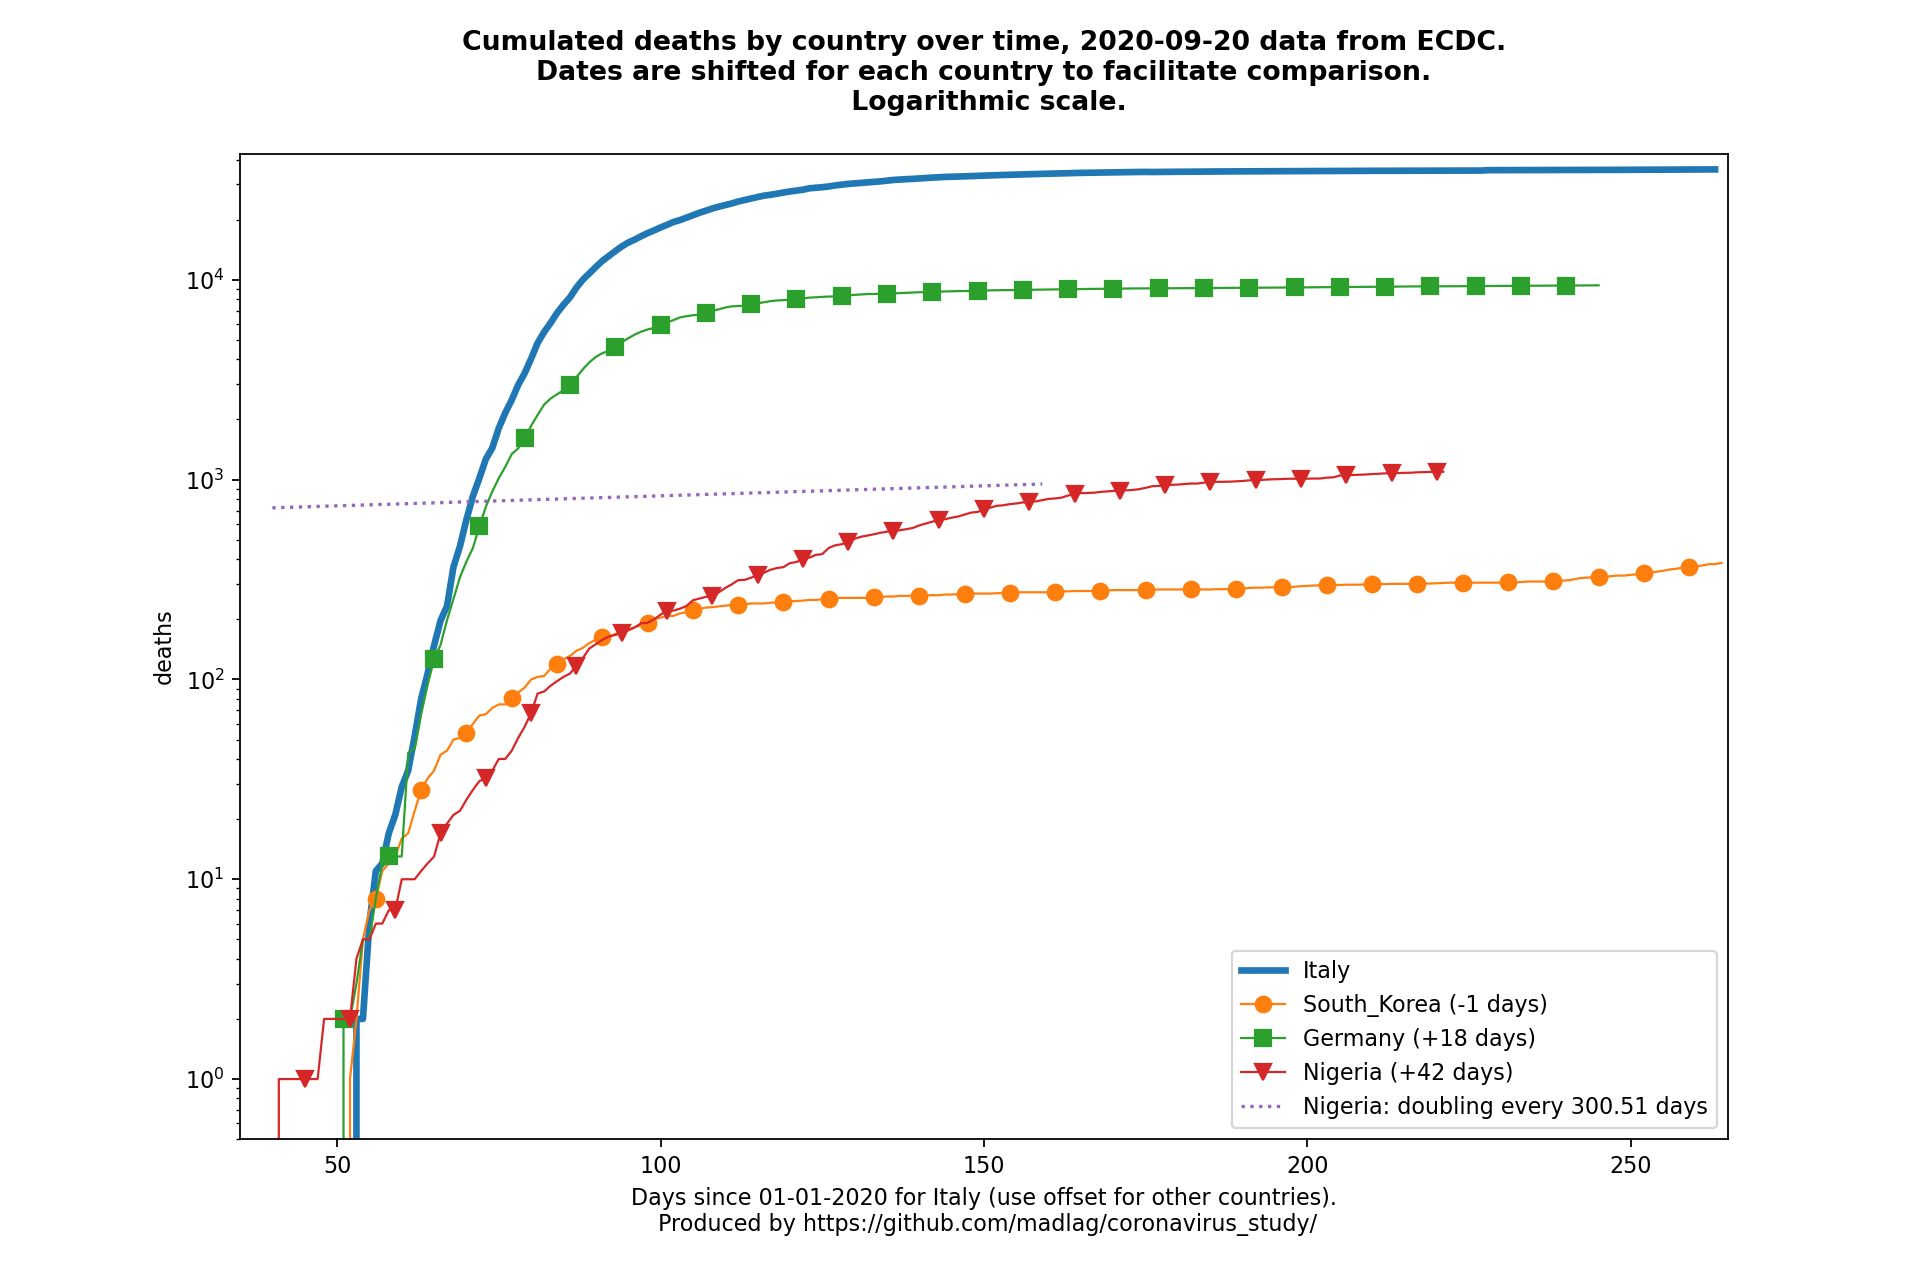 Cumulated deaths by country over time, 2020-09-20 data from ECDC.
Dates are shifted for each country to facilitate comparison.
Logarithmic scale.
10^4
10^3
10^2
10^1
10^0
deaths
Italy
South_Korea (-1 days)
Germany (+18 days)
Nigeria (+42 days)
Nigeria: doubling every 300.51 days
50 100 150 200 250
Days since 01-01-2020 for Italy (use offset for other countries).
Produced by https://github.com/madlag/coronavirus_study/